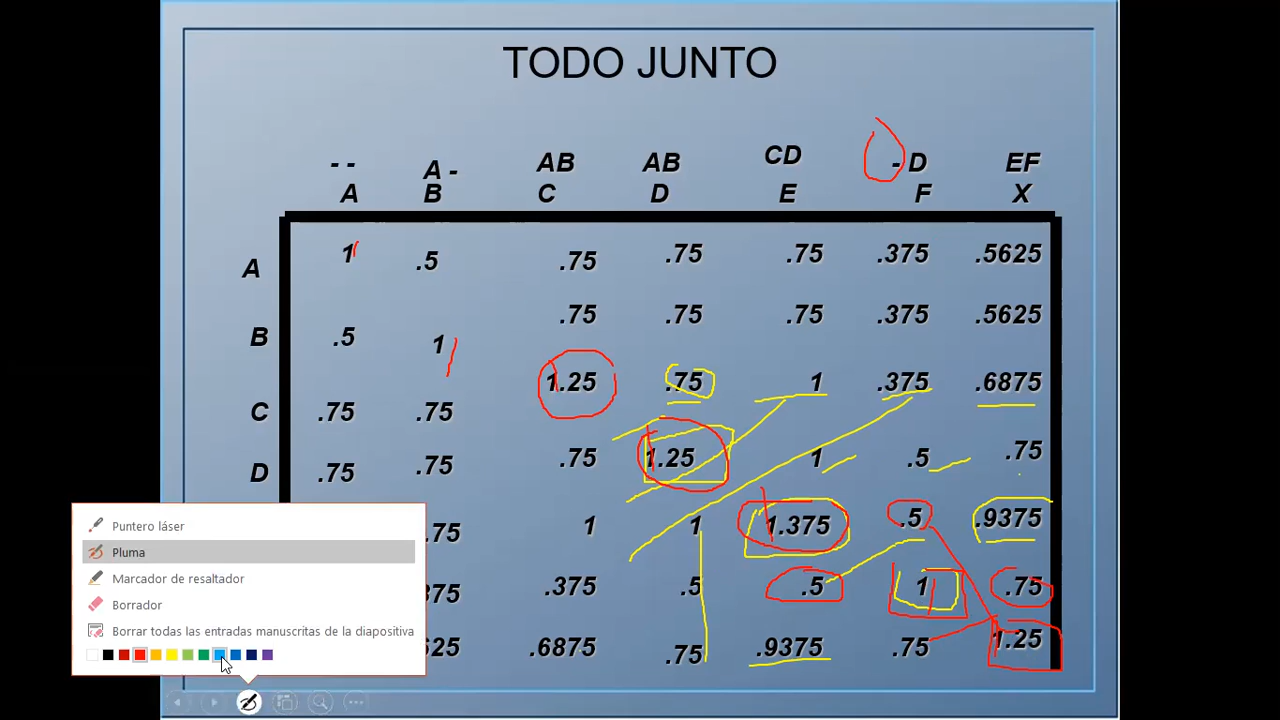 TODO JUNTO
- - A - AB AB CD - D EF
A B C D E F X
A 1 .5 .75 .75 .75 .375 .5625
B .5 1 .75 .75 .75 .375 .5625
C .75 .75 1.25 .75 1 .375 .6875
D .75 .75 .75 1.25 1 .5 .75
.75 1 1 1.375 .5 .9375
375 .375 .5 .5 1 .75
625 .6875 .75 .9375 .75 1.25
Puntero láser
Pluma
Marcador de resaltador
Borrador
Borrar todas las entradas manuscritas de la diapositiva